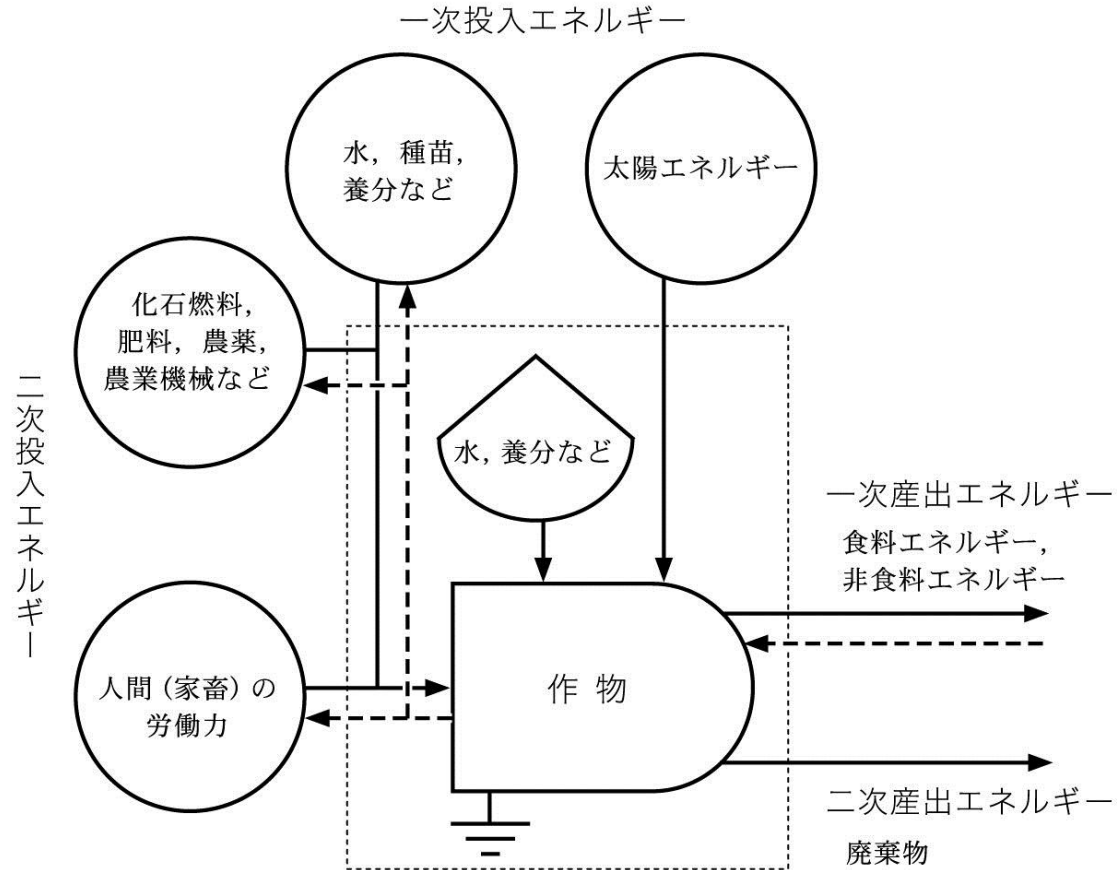 一次投入エネルギー
水，種苗，
養分など
太陽エネルギー
化石燃料，
肥料，農薬，
農業機械など
二次投入エネルギー
水，養分など
一次産出エネルギー
食料エネルギー，
非食料エネルギー
人間（家畜）の
労働力
作物
二次産出エネルギー
廃棄物